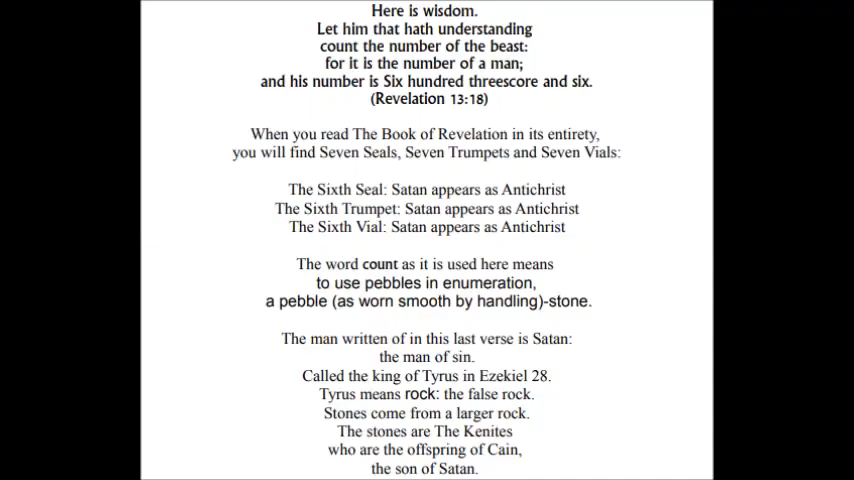 Here is wisdom.
Let him that hath understanding
count the number of the beast:
for it is the number of a man;
and his number is Six hundred threescore and six.
(Revelation 13:18)
When you read The Book of Revelation in its entirety,
you will find Seven Seals, Seven Trumpets and Seven Vials:
The Sixth Seal: Satan appears as Antichrist
The Sixth Trumpet: Satan appears as Antichrist
The Sixth Vial: Satan appears as Antichrist
The word count as it is used here means
to use pebbles in enumeration,
a pebble (as worn smooth by handling)-stone.
The man written of in this last verse is Satan:
the man of sin.
Called the king of Tyrus in Ezekiel 28.
Tyrus means rock: the false rock.
Stones come from a larger rock.
The stones are The Kenites
who are the offspring of Cain,
the son of Satan.